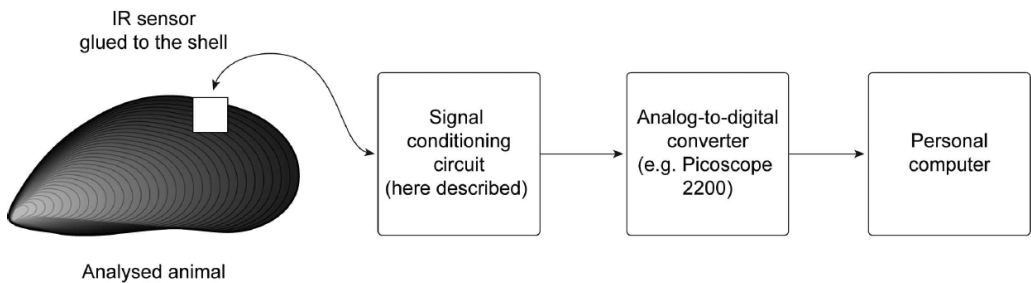 IR sensor
glued to the shell
Analysed animal
Signal
conditioning
circuit
(here described)
Analog-to-digital
converter
(e.g. Picoscope
2200)
Personal
computer